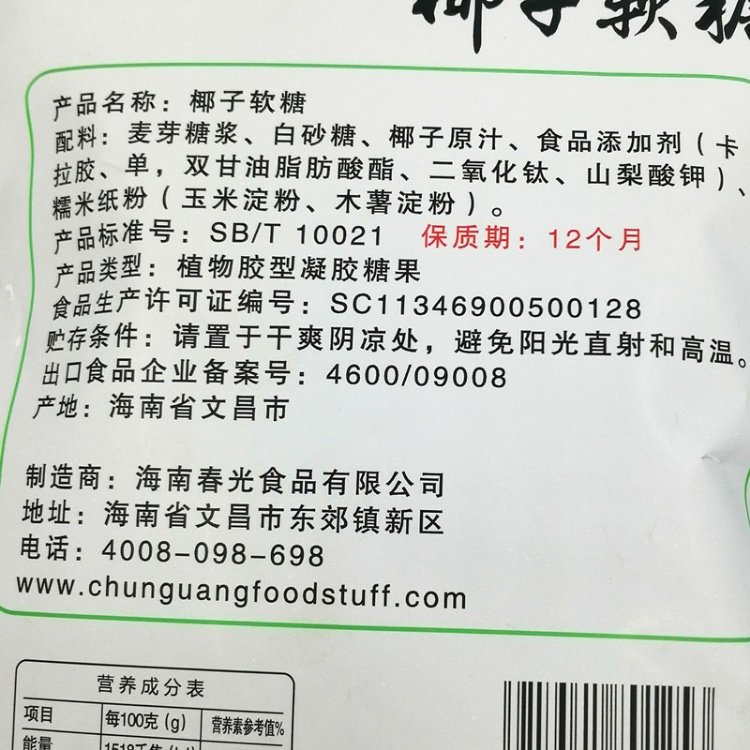 椰子软糖
产品名称：椰子软糖
配料：麦芽糖浆、白砂糖、椰子原汁、食品添加剂（卡
拉胶、单，双甘油脂肪酸酯、二氧化钛、山梨酸钾）、
糯米纸粉（玉米淀粉、木薯淀粉）。
产品标准号：SB/T 10021 保质期：12个月
产品类型：植物胶型凝胶糖果
食品生产许可证编号：SC11346900500128
贮存条件：请置于干爽阴凉处，避免阳光直射和高温。
出口食品企业备案号：4600/09008
产地：海南省文昌市
制造商：海南春光食品有限公司
地址：海南省文昌市东郊镇新区
电话：4008-098-698
www.chunguangfoodstuff.com
营养成分表
项目 每100克(g) 营养素参考值%
能量